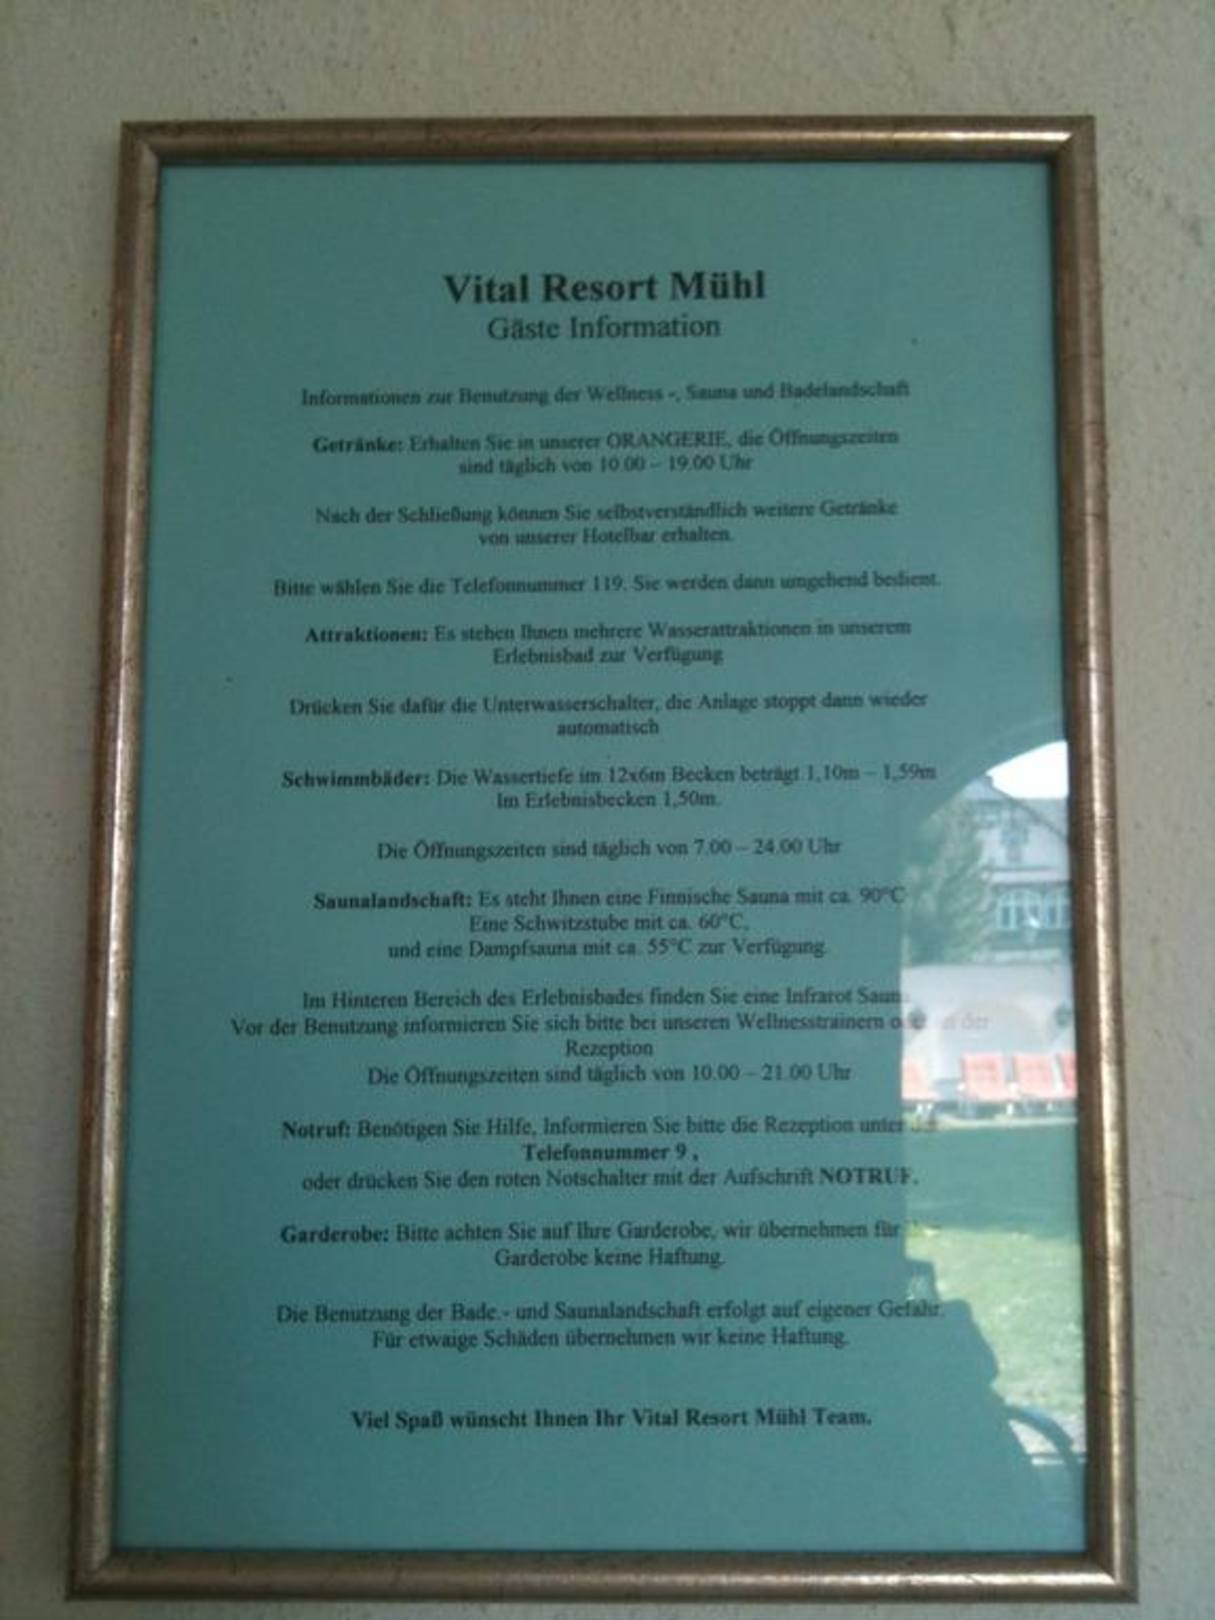 Vital Resort Mühl
Gäste Information
Informationen zur Benutzung der Wellness -, Sauna und Badelandschaft
Getränke: Erhalten Sie in unserer ORANGERIE, die Öffnungszeiten
sind täglich von 10.00 – 19.00 Uhr
Nach der Schließung können Sie selbstverständlich weitere Getränke
von unserer Hotelbar erhalten.
Bitte wählen Sie die Telefonnummer 119. Sie werden dann umgehend bedient.
Attraktionen: Es stehen Ihnen mehrere Wasserattraktionen in unserem
Erlebnisbad zur Verfügung
Drücken Sie dafür die Unterwasserschalter, die Anlage stoppt dann wieder
automatisch
Schwimmbäder: Die Wassertiefe im 12x6m Becken beträgt 1,10m – 1,59m
Im Erlebnisbecken 1,50m.
Die Öffnungszeiten sind täglich von 7.00 – 24.00 Uhr
Saunalandschaft: Es steht Ihnen eine Finnische Sauna mit ca. 90°C
Eine Schwitzstube mit ca. 60°C,
und eine Dampfsauna mit ca. 55°C zur Verfügung.
Im Hinteren Bereich des Erlebnisbades finden Sie eine Infrarot Sauna
Vor der Benutzung informieren Sie sich bitte bei unseren Wellnesstrainern oder der
Rezeption
Die Öffnungszeiten sind täglich von 10.00 – 21.00 Uhr
Notruf: Benötigen Sie Hilfe, Informieren Sie bitte die Rezeption unter der
Telefonnummer 9 ,
oder drücken Sie den roten Notschalter mit der Aufschrift NOTRUF.
Garderobe: Bitte achten Sie auf Ihre Garderobe, wir übernehmen für
Garderobe keine Haftung.
Die Benutzung der Bade.- und Saunalandschaft erfolgt auf eigener Gefahr.
Für etwaige Schäden übernehmen wir keine Haftung.
Viel Spaß wünscht Ihnen Ihr Vital Resort Mühl Team.